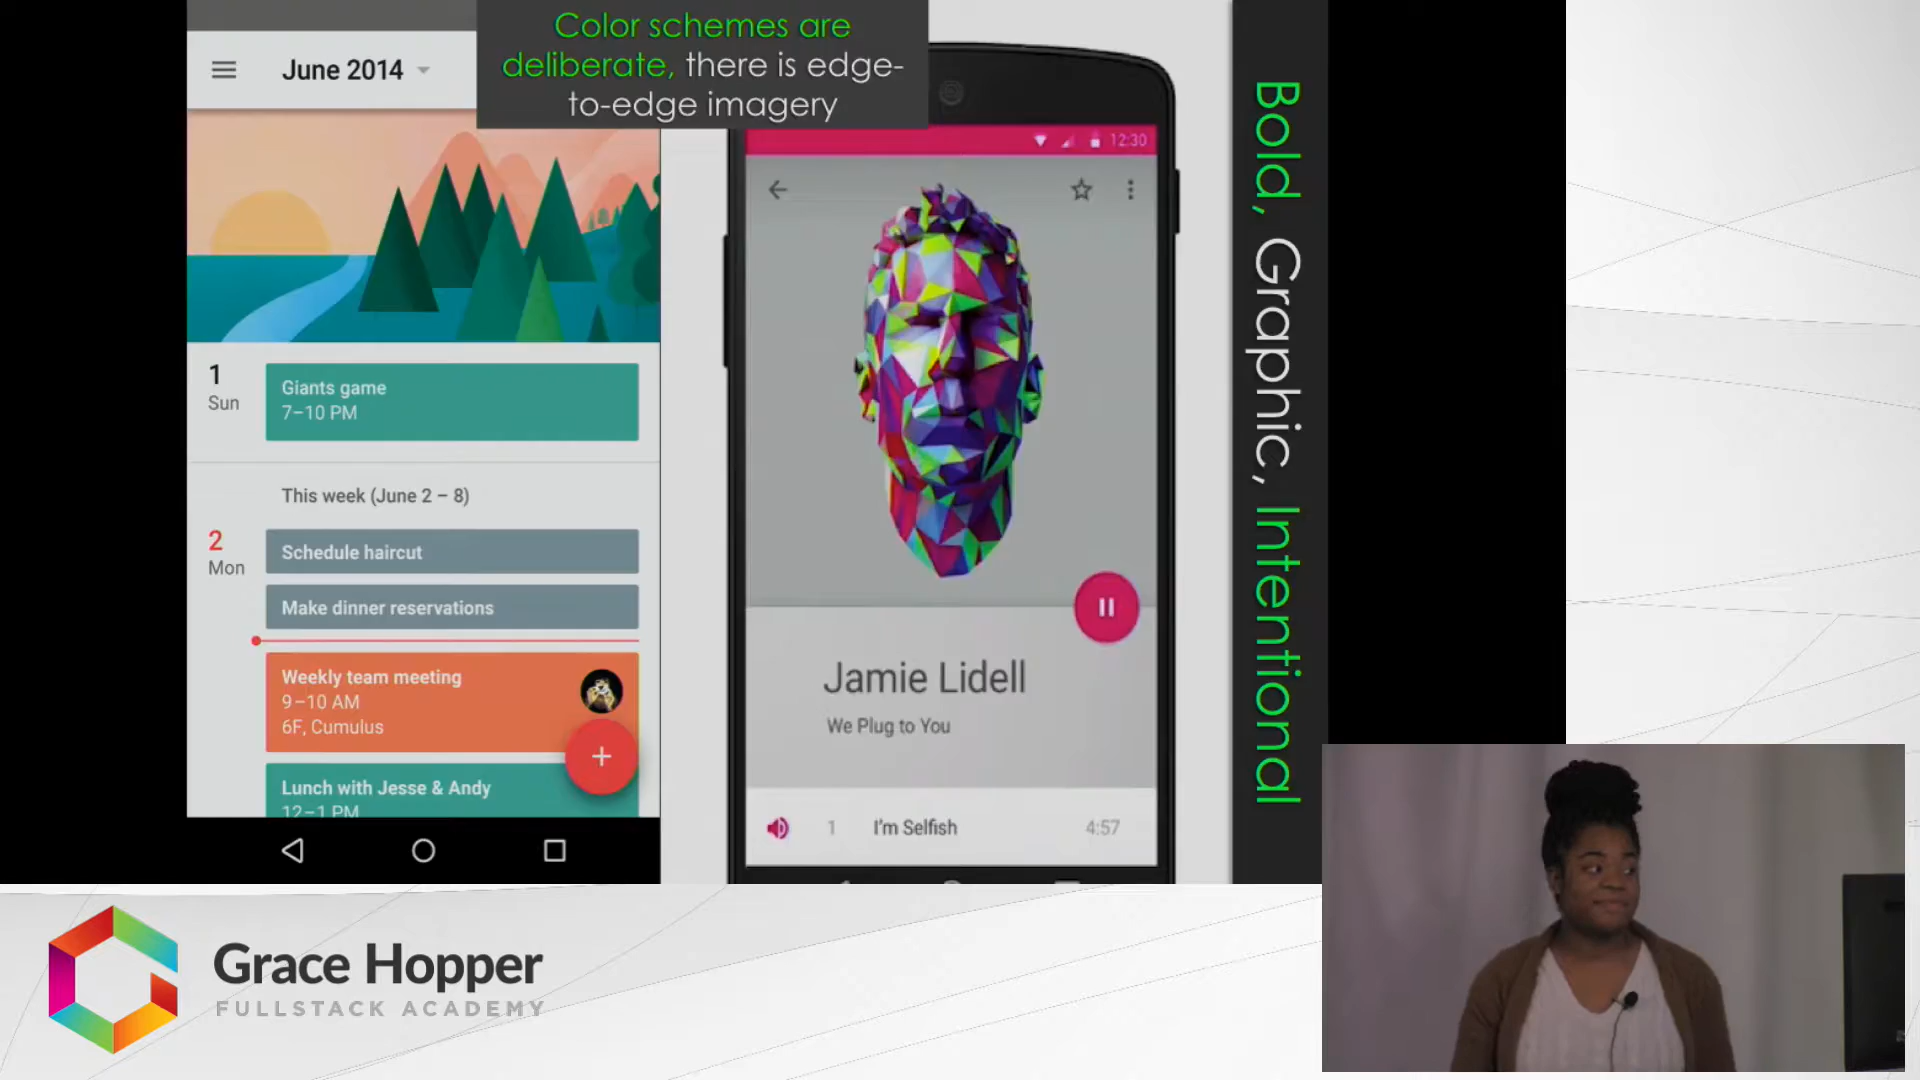 Color schemes are
deliberate, there is edge-
to-edge imagery
June 2014
1
Sun
Giants game
7–10 PM
This week (June 2 – 8)
2
Mon
Schedule haircut
Make dinner reservations
Weekly team meeting
9–10 AM
6F, Cumulus
+
Lunch with Jesse & Andy
12–1 PM
12:30
Jamie Lidell
We Plug to You
1 I'm Selfish 4:57
Bold, Graphic, Intentional
Grace Hopper
FULLSTACK ACADEMY